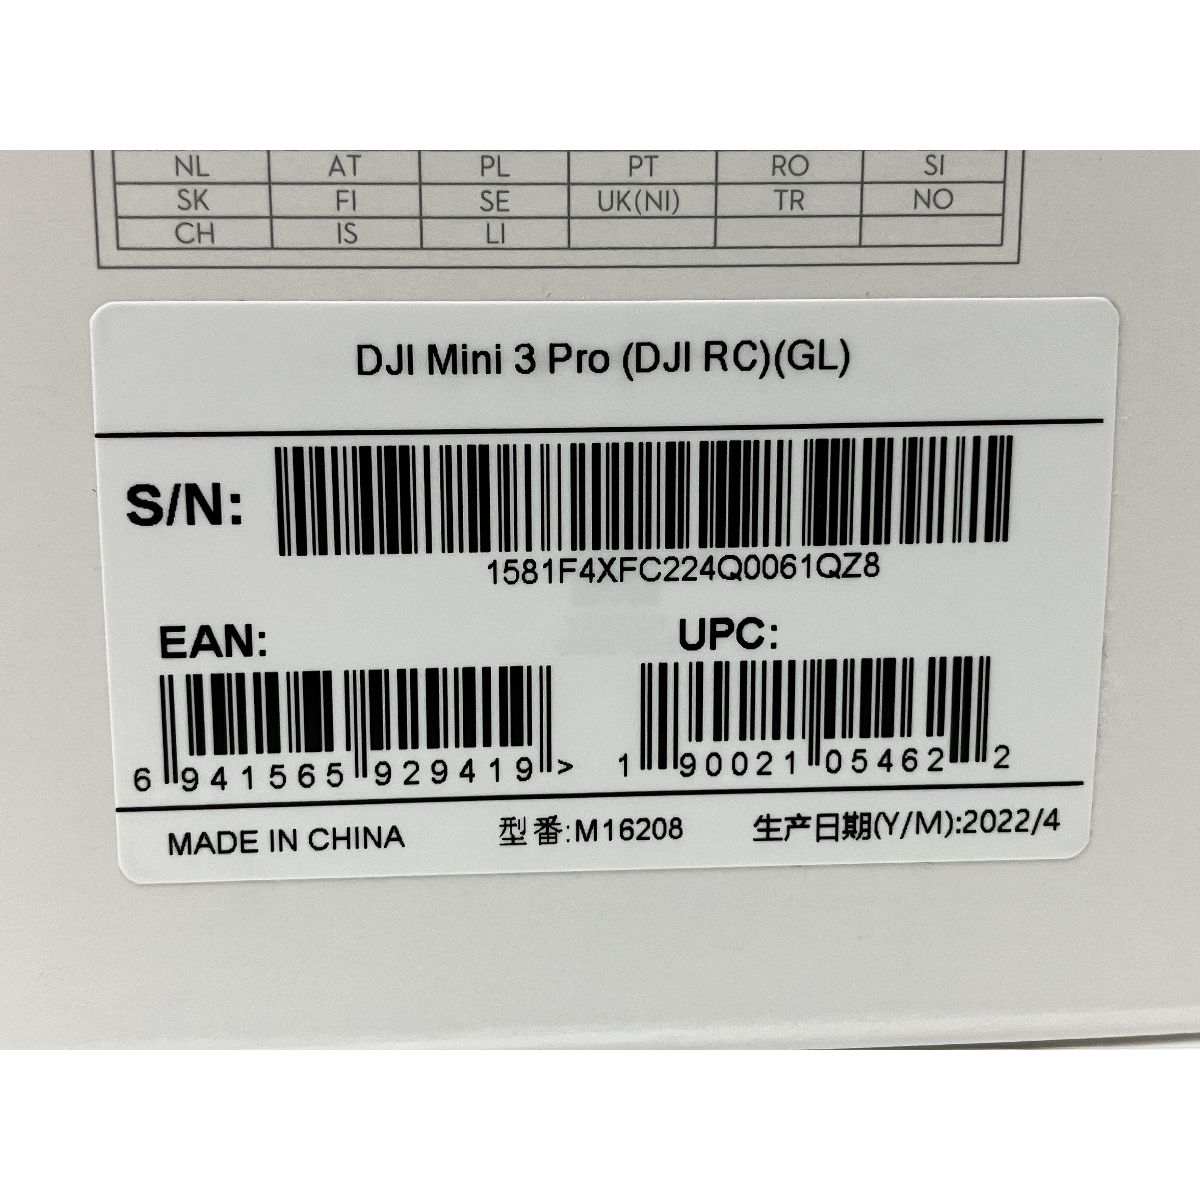 NL AT PL PT RO SI
SK FI SE UK(NI) TR NO
CH IS LI
DJI Mini 3 Pro (DJI RC)(GL)
S/N:
1581F4XFC224Q0061QZ8
EAN:
6 941565 929419 >
UPC:
1 90021 05462 2
MADE IN CHINA 型番:M16208 生产日期(Y/M):2022/4